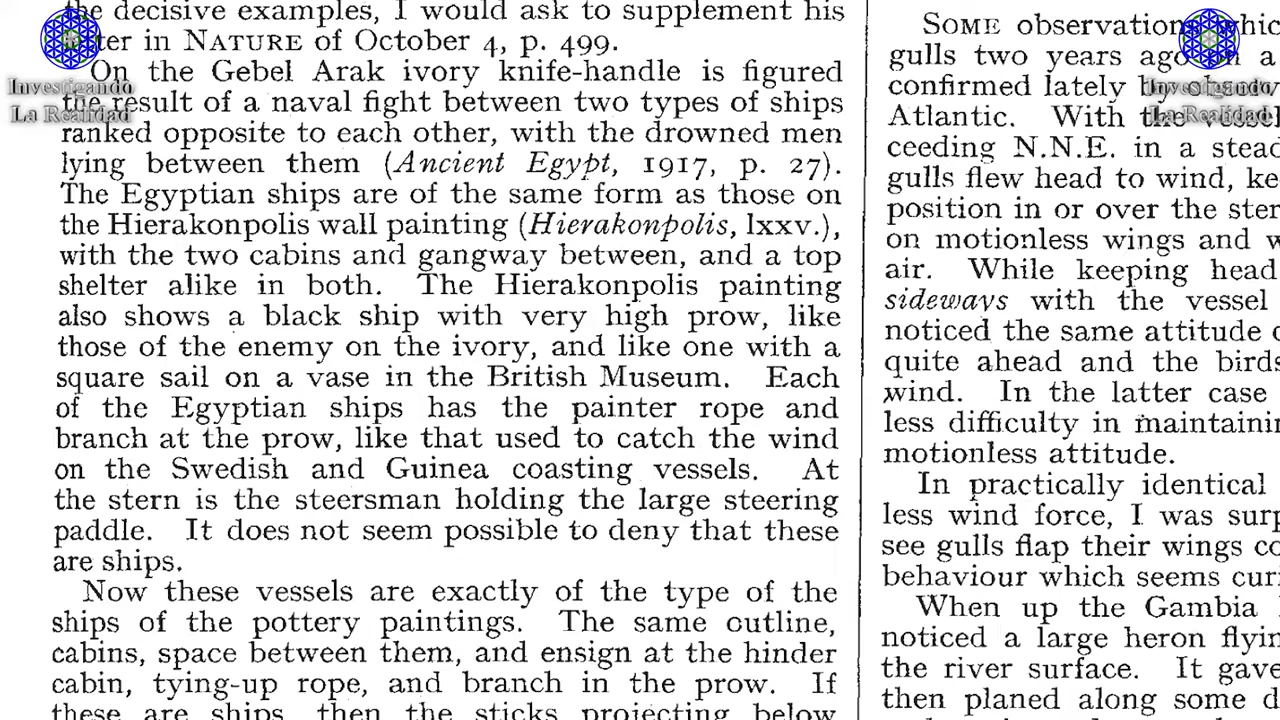 the decisive examples, I would ask to supplement his
letter in NATURE of October 4, p. 499.
On the Gebel Arak ivory knife-handle is figured
the result of a naval fight between two types of ships
ranked opposite to each other, with the drowned men
lying between them (Ancient Egypt, 1917, p. 27).
The Egyptian ships are of the same form as those on
the Hierakonpolis wall painting (Hierakonpolis, lxxv.),
with the two cabins and gangway between, and a top
shelter alike in both. The Hierakonpolis painting
also shows a black ship with very high prow, like
those of the enemy on the ivory, and like one with a
square sail on a vase in the British Museum. Each
of the Egyptian ships has the painter rope and
branch at the prow, like that used to catch the wind
on the Swedish and Guinea coasting vessels. At
the stern is the steersman holding the large steering
paddle. It does not seem possible to deny that these
are ships.
Now these vessels are exactly of the type of the
ships of the pottery paintings. The same outline,
cabins, space between them, and ensign at the hinder
cabin, tying-up rope, and branch in the prow. If
these are ships, then the sticks projecting below
SOME observations
gulls two years ago a
confirmed lately
Atlantic. With the vessel
ceeding N.N.E. in a stead
gulls flew head to wind, ke
position in or over the ster
on motionless wings and w
air. While keeping head
sideways with the vessel
noticed the same attitude
quite ahead and the birds
wind. In the latter case
less difficulty in maintainin
motionless attitude.
In practically identical
less wind force, I was surp
see gulls flap their wings co
behaviour which seems curi
When up the Gambia
noticed a large heron flyin
the river surface. It gave
then planed along some d
Investigando
La Realidad
Investigando
La Realidad